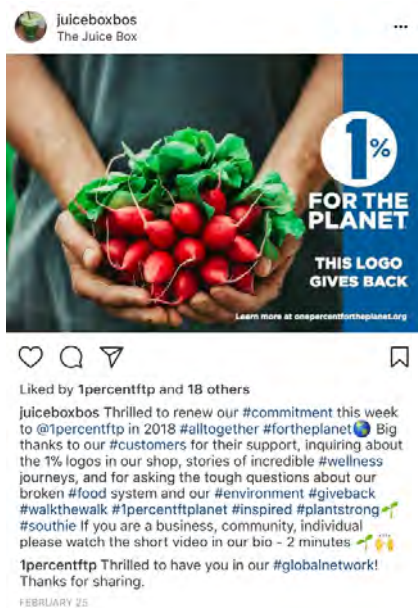 juiceboxbos
The Juice Box
1%
FOR THE
PLANET
THIS LOGO
GIVES BACK
Learn more at onepercentfortheplanet.org
Liked by 1percentftp and 18 others
juiceboxbos Thrilled to renew our #commitment this week
to @1percentftp in 2018 #alltogether #fortheplanet🌎 Big
thanks to our #customers for their support, inquiring about
the 1% logos in our shop, stories of incredible #wellness
journeys, and for asking the tough questions about our
broken #food system and our #environment #giveback
#walkthewalk #1percentftplanet #inspired #plantstrong🌱
#southie If you are a business, community, individual
please watch the short video in our bio - 2 minutes 🌱🙌
1percentftp Thrilled to have you in our #globalnetwork!
Thanks for sharing.
FEBRUARY 25